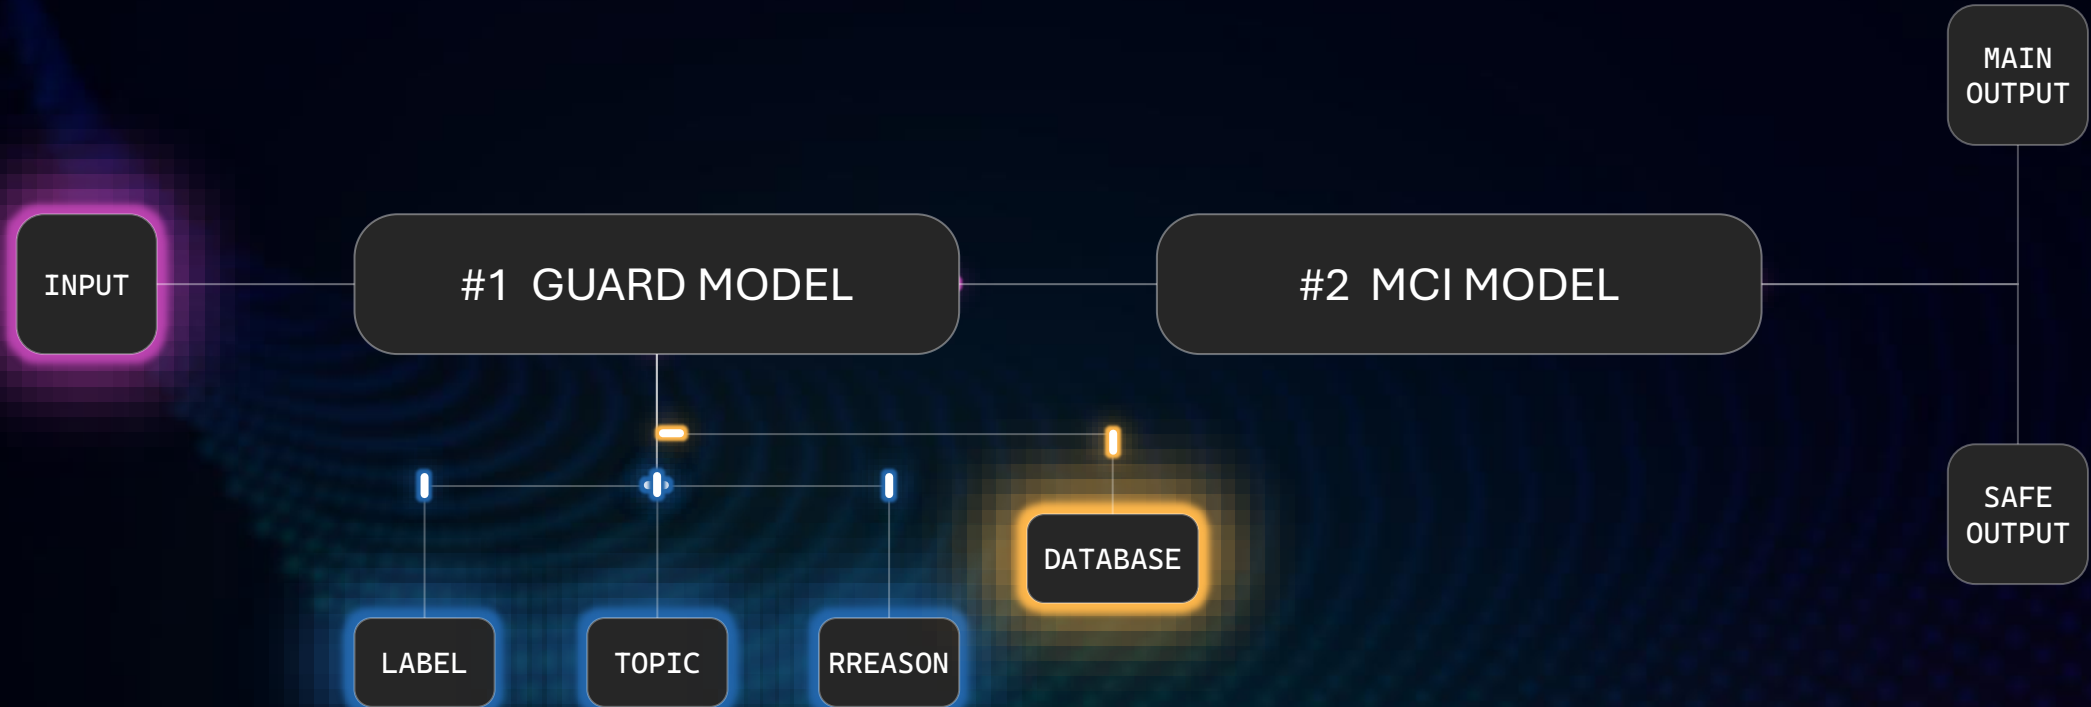 MAIN
OUTPUT
INPUT
#1 GUARD MODEL
#2 MCI MODEL
SAFE
OUTPUT
DATABASE
LABEL
TOPIC
RREASON